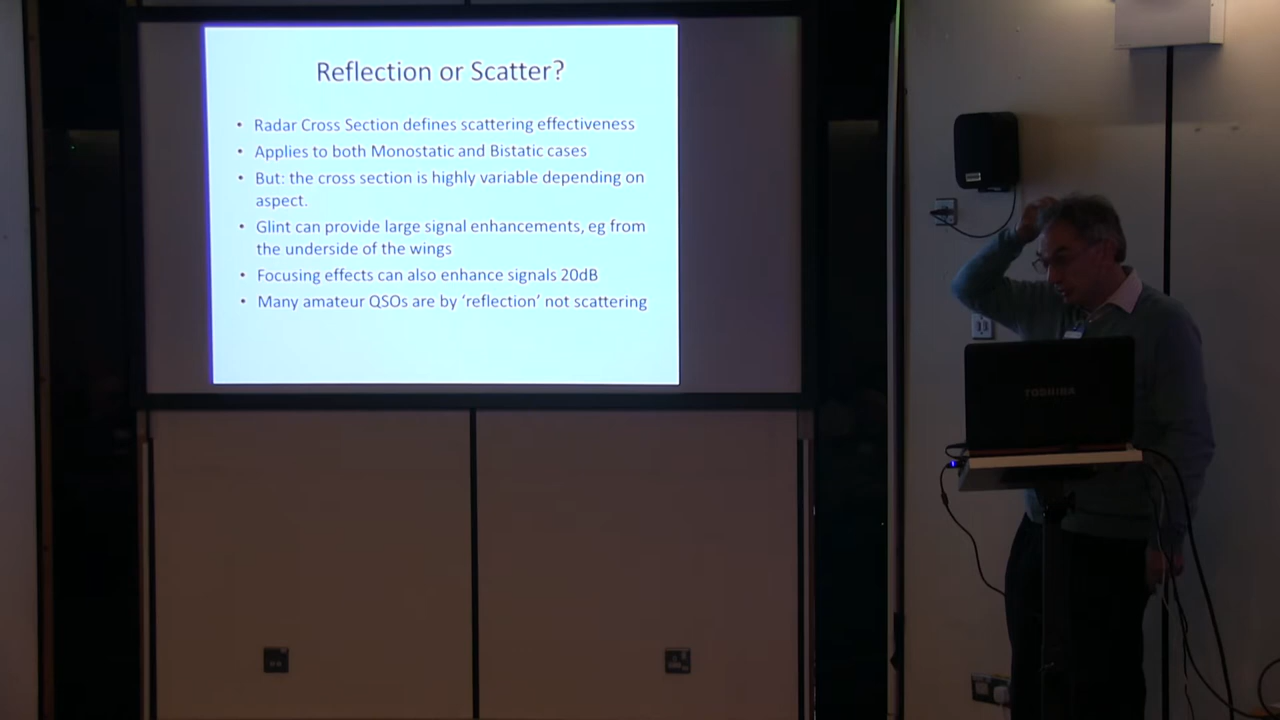 Reflection or Scatter?
• Radar Cross Section defines scattering effectiveness
• Applies to both Monostatic and Bistatic cases
• But: the cross section is highly variable depending on
aspect.
• Glint can provide large signal enhancements, eg from
the underside of the wings
• Focusing effects can also enhance signals 20dB
• Many amateur QSOs are by ‘reflection’ not scattering
TOSHIBA